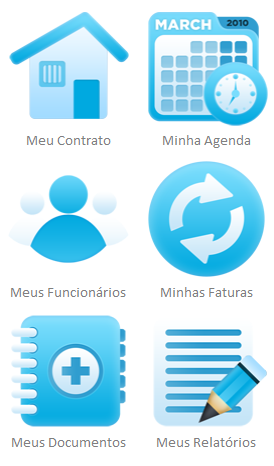 MARCH 2010
Meu Contrato
Minha Agenda
Meus Funcionários
Minhas Faturas
Meus Documentos
Meus Relatórios